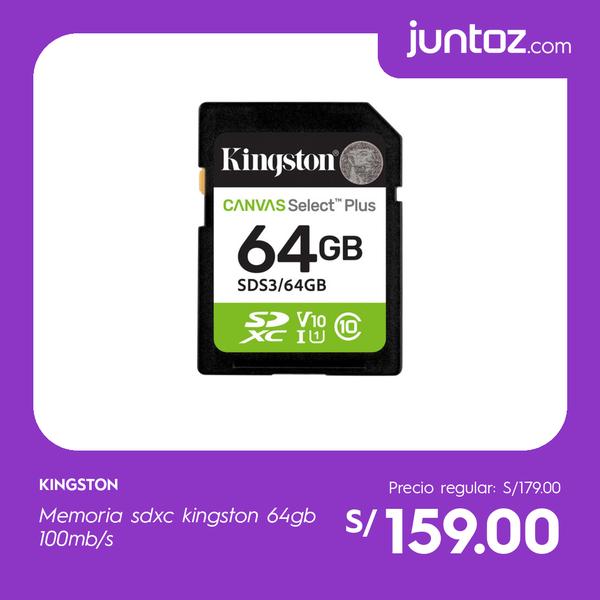 juntoz.com
Kingston®
CANVAS Select™ Plus
64GB
SDS3/64GB
SD XC V10 I U1 10
KINGSTON
Memoria sdxc kingston 64gb
100mb/s
Precio regular: S/179.00
S/159.00